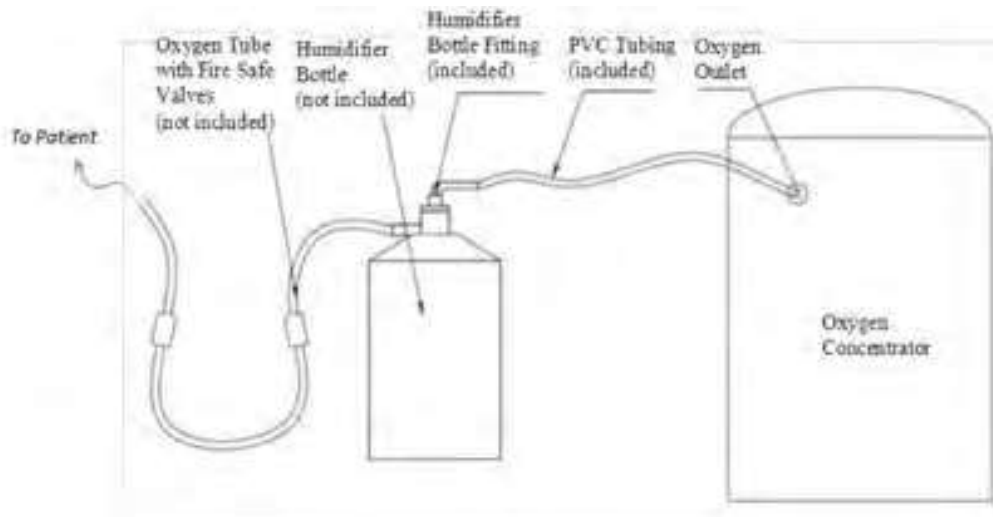 To Patient
Oxygen Tube
with Fire Safe
Valves
(not included)
Humidifier
Bottle
(not included)
Humidifies
Bottle Fitting
(included)
PVC Tubing
(included)
Oxygen
Outlet
Oxygen
Concentrator